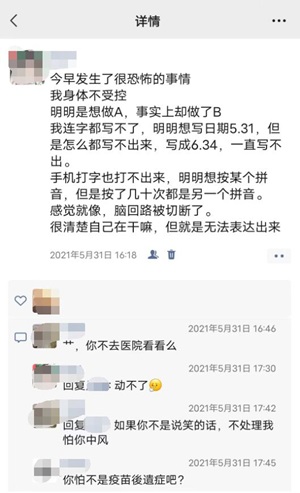 详情
今早发生了很恐怖的事情
我身体不受控
明明是想做A，事实上却做了B
我连字都写不了，明明想写日期5.31，但
是怎么都写不出来，写成6.34，一直写不
出。
手机打字也打不出来，明明想按某个拼
音，但是按了几十次都是另一个拼音。
感觉就像，脑回路被切断了。
很清楚自己在干嘛，但就是无法表达出来
2021年5月31日 16:18
2021年5月31日 16:46
艹，你不去医院看看么
2021年5月31日 17:30
回复 : 动不了
2021年5月31日 17:42
回复 : 如果你不是说笑的话，不处理我
怕你中风
2021年5月31日 16:46
你怕不是疫苗後遺症吧？